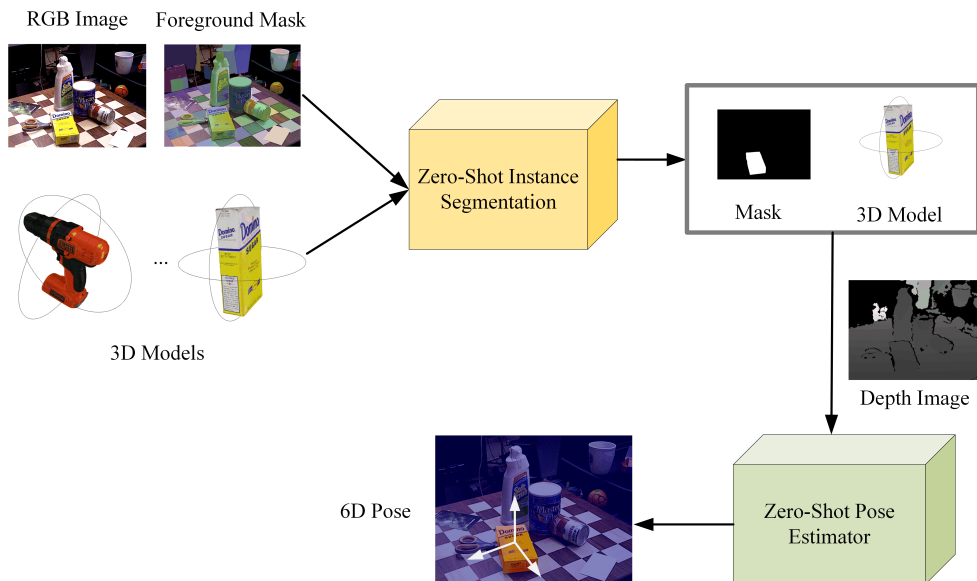 RGB Image
Foreground Mask
Zero-Shot Instance
Segmentation
Mask
3D Model
...
3D Models
Domino
Depth Image
6D Pose
Zero-Shot Pose
Estimator